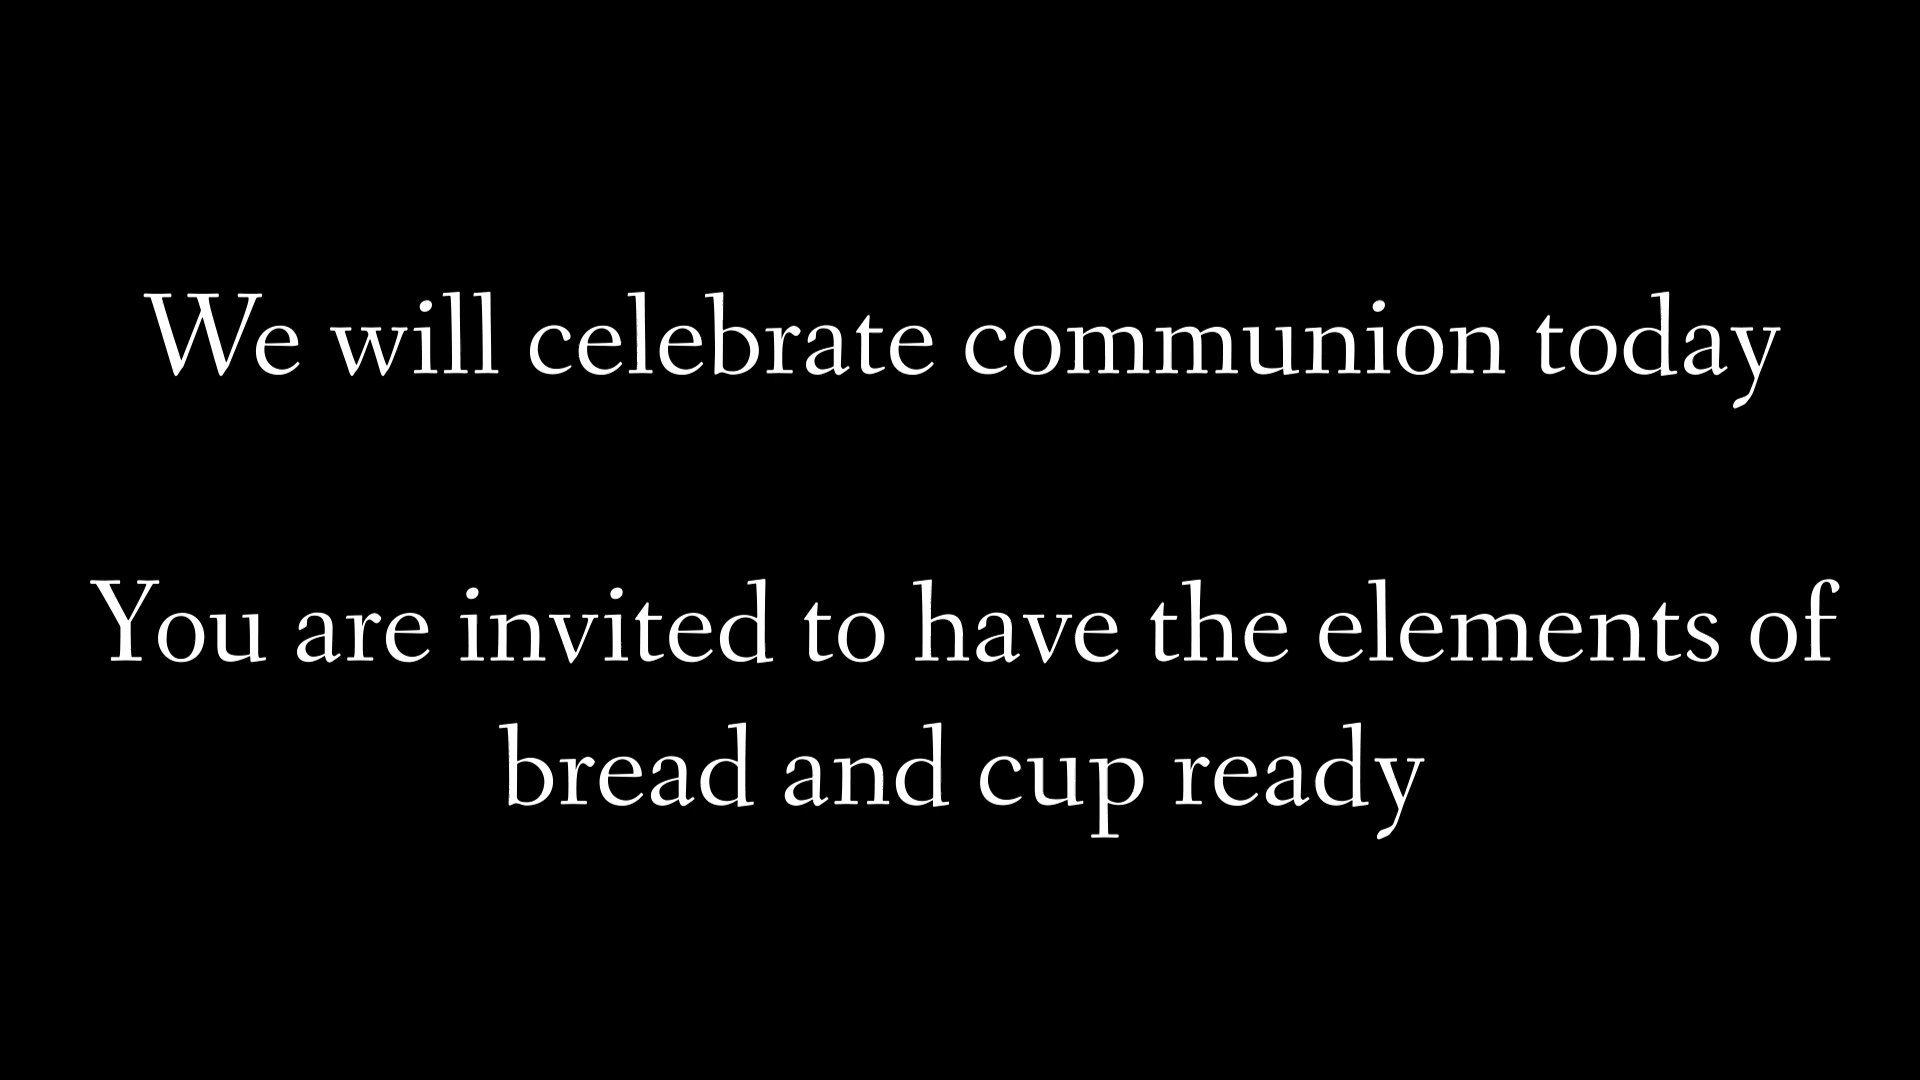 We will celebrate communion today
You are invited to have the elements of
bread and cup ready